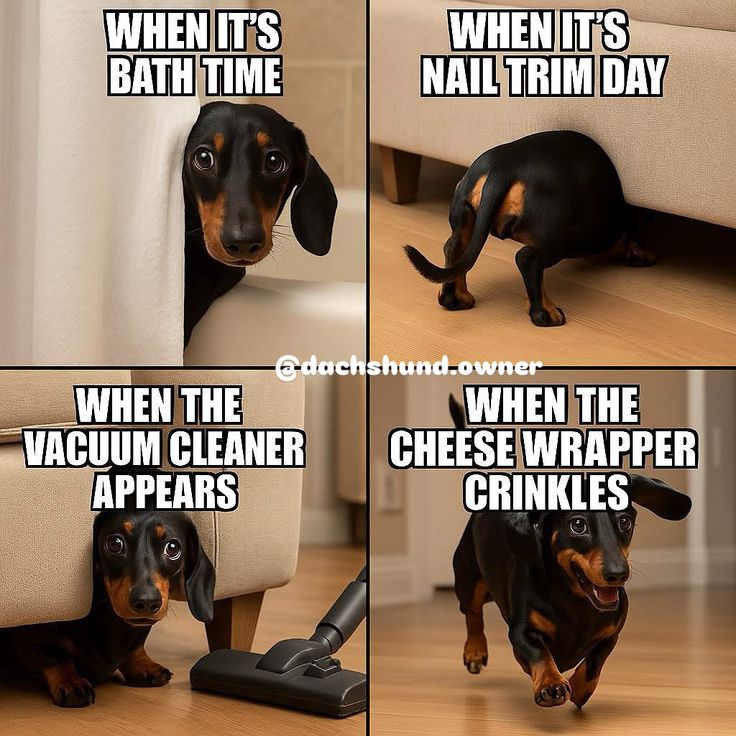 WHEN IT'S
BATH TIME
WHEN IT'S
NAIL TRIM DAY
@dachshund.owner
WHEN THE
VACUUM CLEANER
APPEARS
WHEN THE
CHEESE WRAPPER
CRINKLES